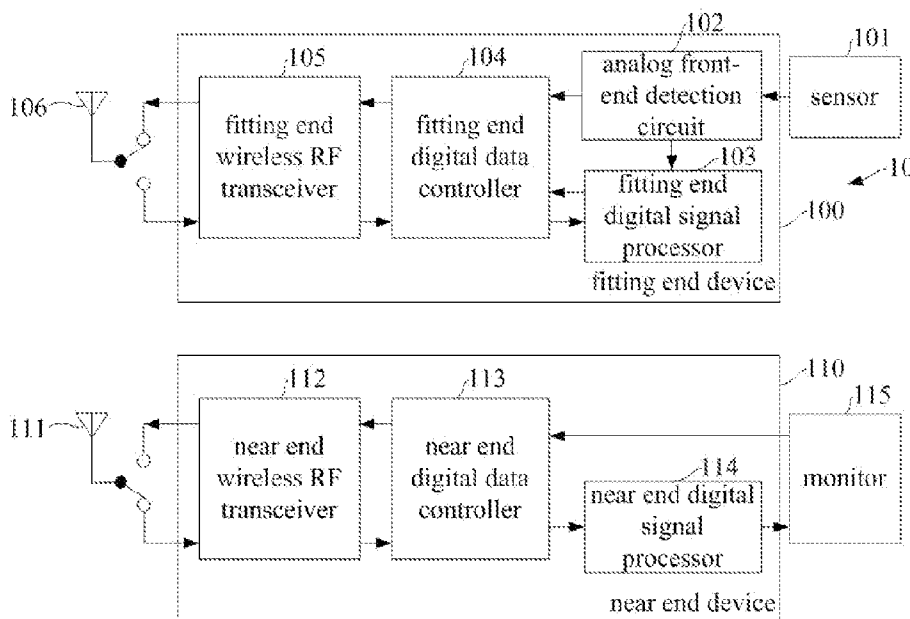 102
101
105
104
analog front-
end detection
circuit
sensor
106
fitting end
wireless RF
transceiver
fitting end
digital data
controller
103
fitting end
digital signal
processor
10
100
fitting end device
110
112
113
115
111
near end
wireless RF
transceiver
near end
digital data
controller
114
near end digital
signal
processor
monitor
near end device